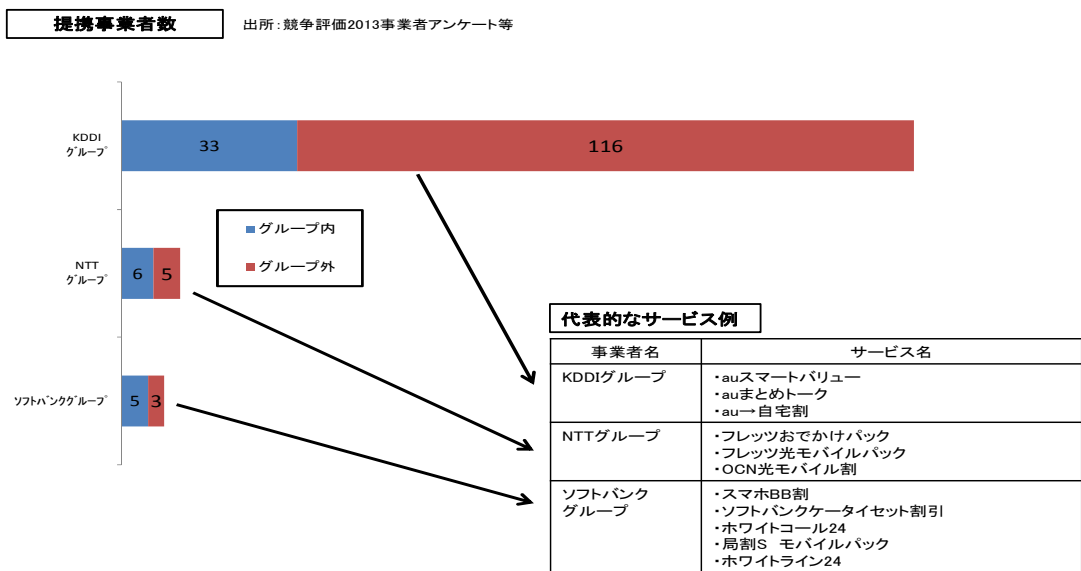 提携事業者数
出所:競争評価2013事業者アンケート等
KDDI
グループ
33
116
NTT
グループ
6
5
ソフトバンクグループ
5
3
■グループ内
■グループ外
代表的なサービス例
事業者名
サービス名
KDDIグループ
・auスマートバリュー
・auまとめトーク
・au→自宅割
NTTグループ
・フレッツおでかけパック
・フレッツ光モバイルパック
・OCN光モバイル割
ソフトバンク
グループ
・スマホBB割
・ソフトバンクケータイセット割引
・ホワイトコール24
・局割S モバイルパック
・ホワイトライン24